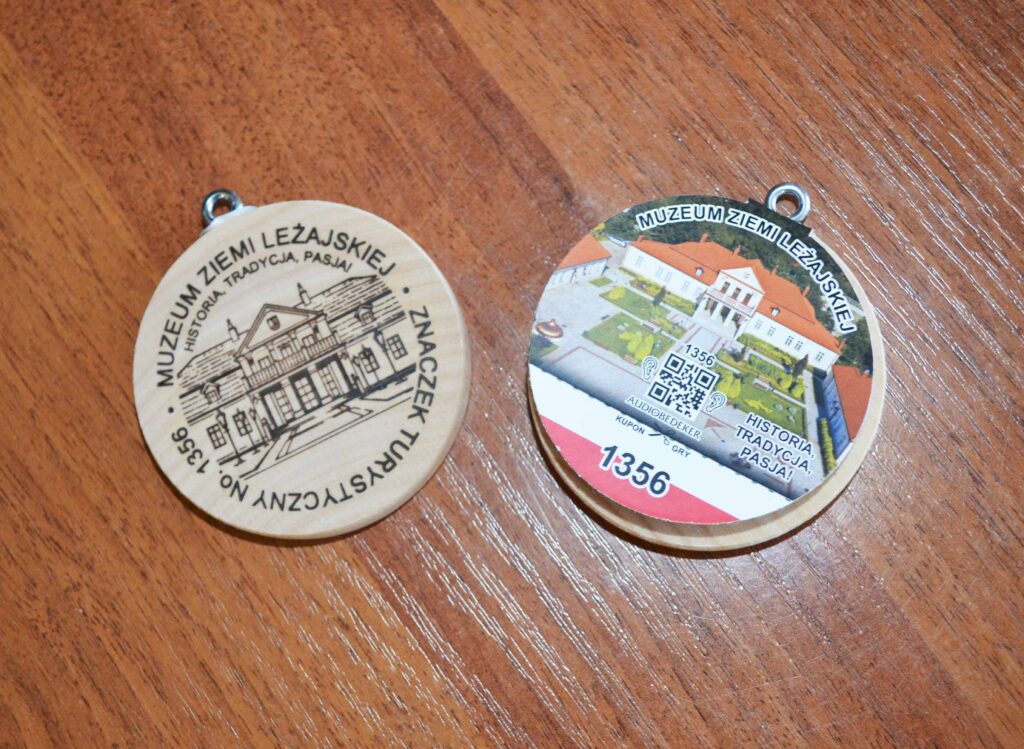 MUZEUM ZIEMI LEŻAJSKIEJ •
HISTORIA, TRADYCJA, PASJA!
ZNACZEK TURYSTYCZNY No. 1356 •
MUZEUM ZIEMI LEŻAJSKIEJ
1356
AUDIOBEDEKER
HISTORIA,
TRADYCJA,
PASJA!
KUPON GRY
1356